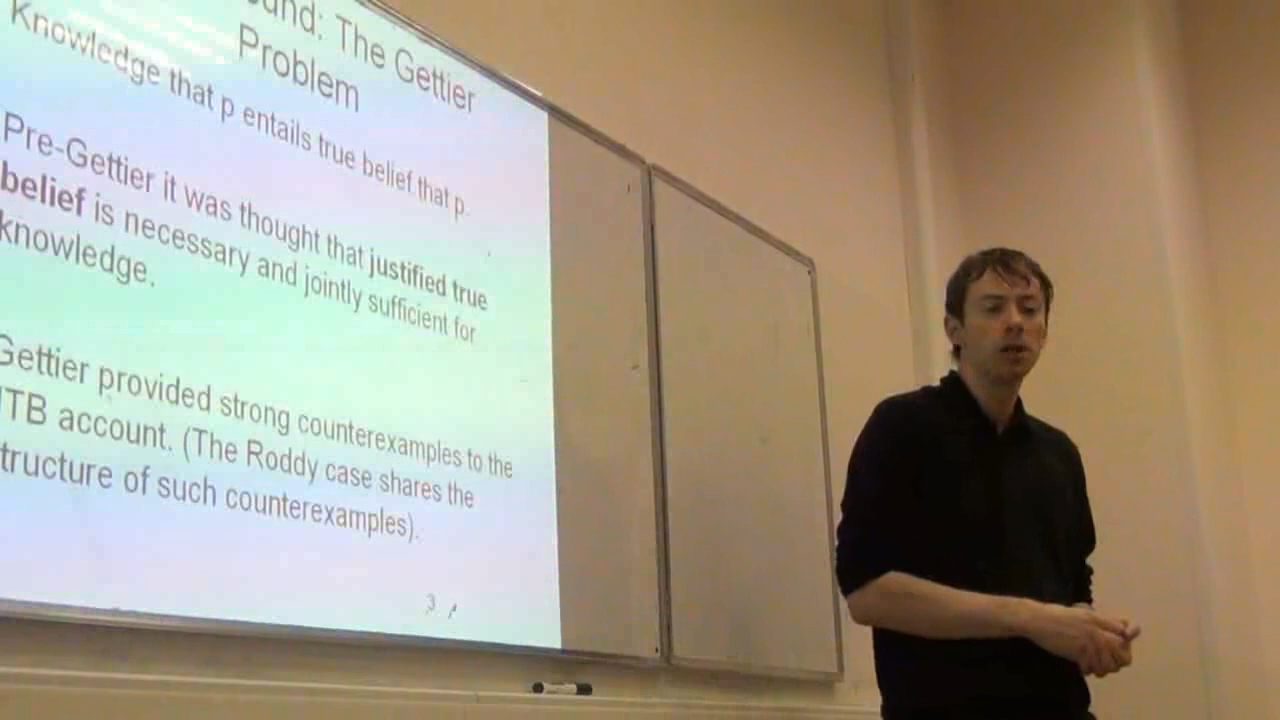 The Gettier
Problem
Knowledge that p entails true belief that p.
Pre-Gettier it was thought that justified true
belief is necessary and jointly sufficient for
knowledge.
Gettier provided strong counterexamples to the
JTB account. (The Roddy case shares the
structure of such counterexamples).